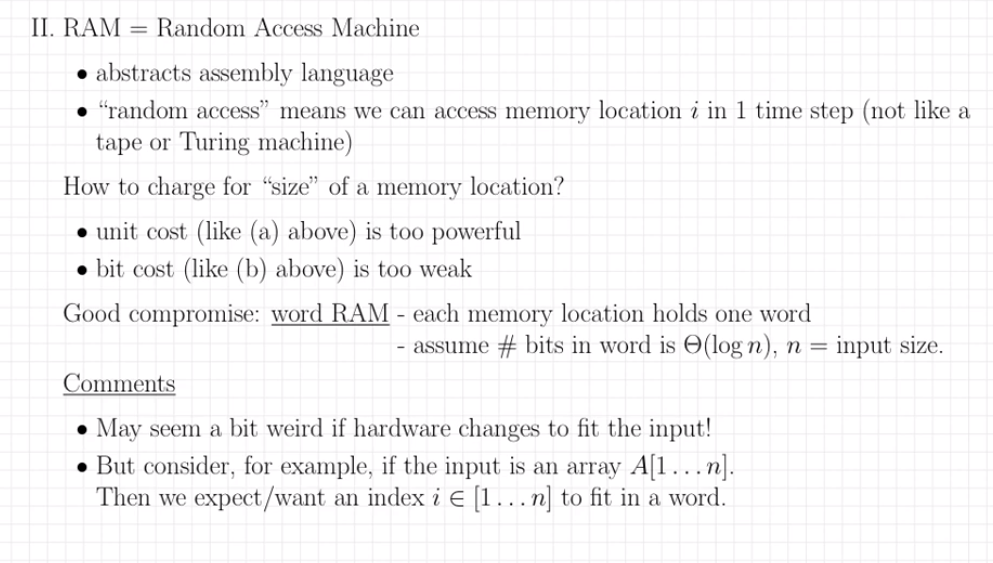 II. RAM = Random Access Machine
• abstracts assembly language
• “random access” means we can access memory location i in 1 time step (not like a
tape or Turing machine)
How to charge for “size” of a memory location?
• unit cost (like (a) above) is too powerful
• bit cost (like (b) above) is too weak
Good compromise: word RAM - each memory location holds one word
- assume # bits in word is Θ(log n), n = input size.
Comments
• May seem a bit weird if hardware changes to fit the input!
• But consider, for example, if the input is an array A[1...n].
Then we expect/want an index i ∈ [1...n] to fit in a word.